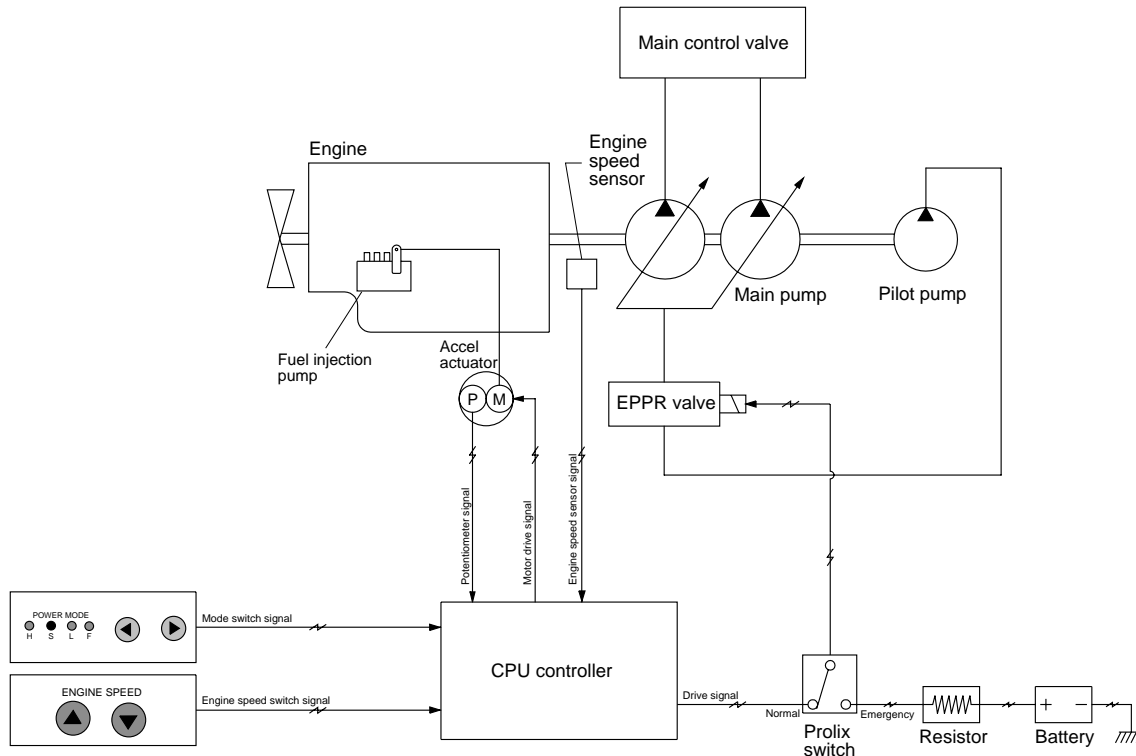 Main control valve
Engine
Engine
speed
sensor
Main pump
Pilot pump
Fuel injection
pump
Accel
actuator
P
M
EPPR valve
Potentiometer signal
Motor drive signal
Engine speed sensor signal
POWER MODE
H S L F
Mode switch signal
CPU controller
ENGINE SPEED
Engine speed switch signal
Drive signal
Normal
Emergency
Prolix
switch
Resistor
+ -
Battery